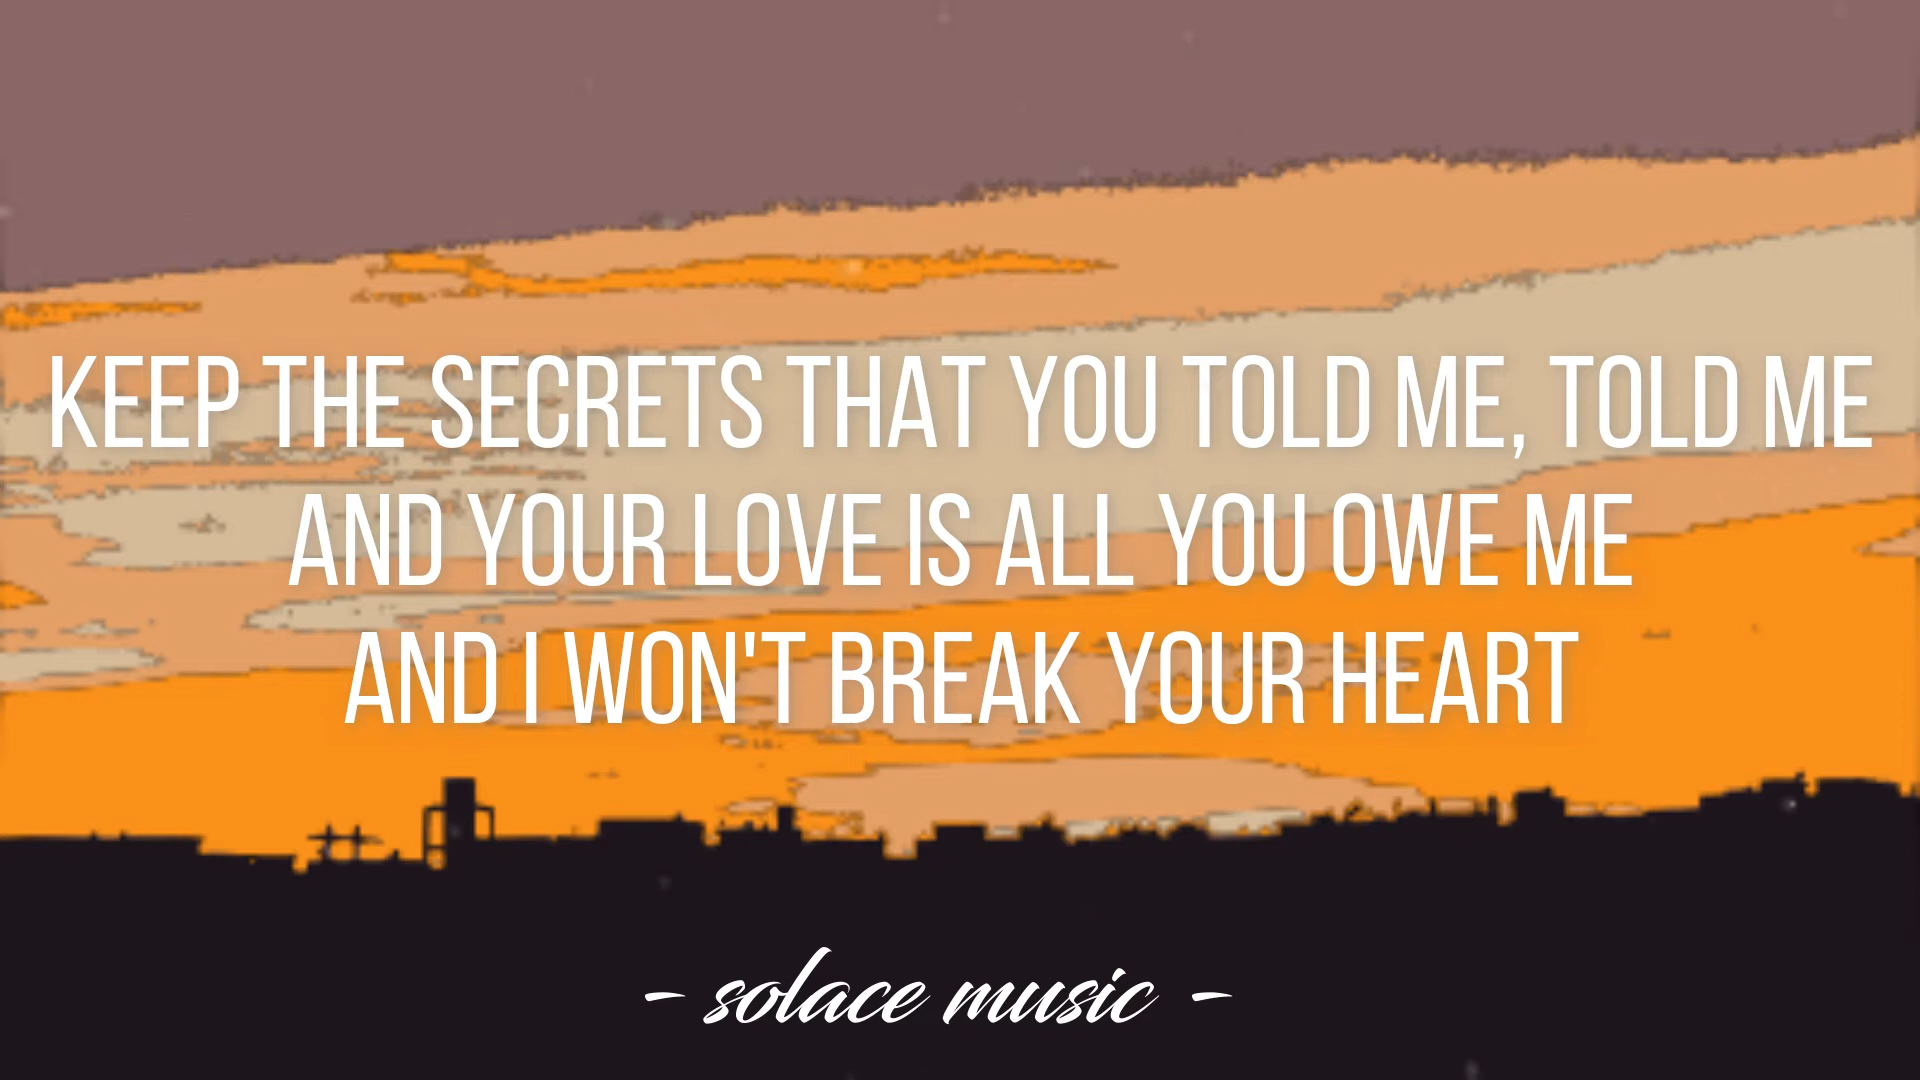 KEEP THE SECRETS THAT YOU TOLD ME, TOLD ME
AND YOUR LOVE IS ALL YOU OWE ME
AND I WON'T BREAK YOUR HEART
- solace music -